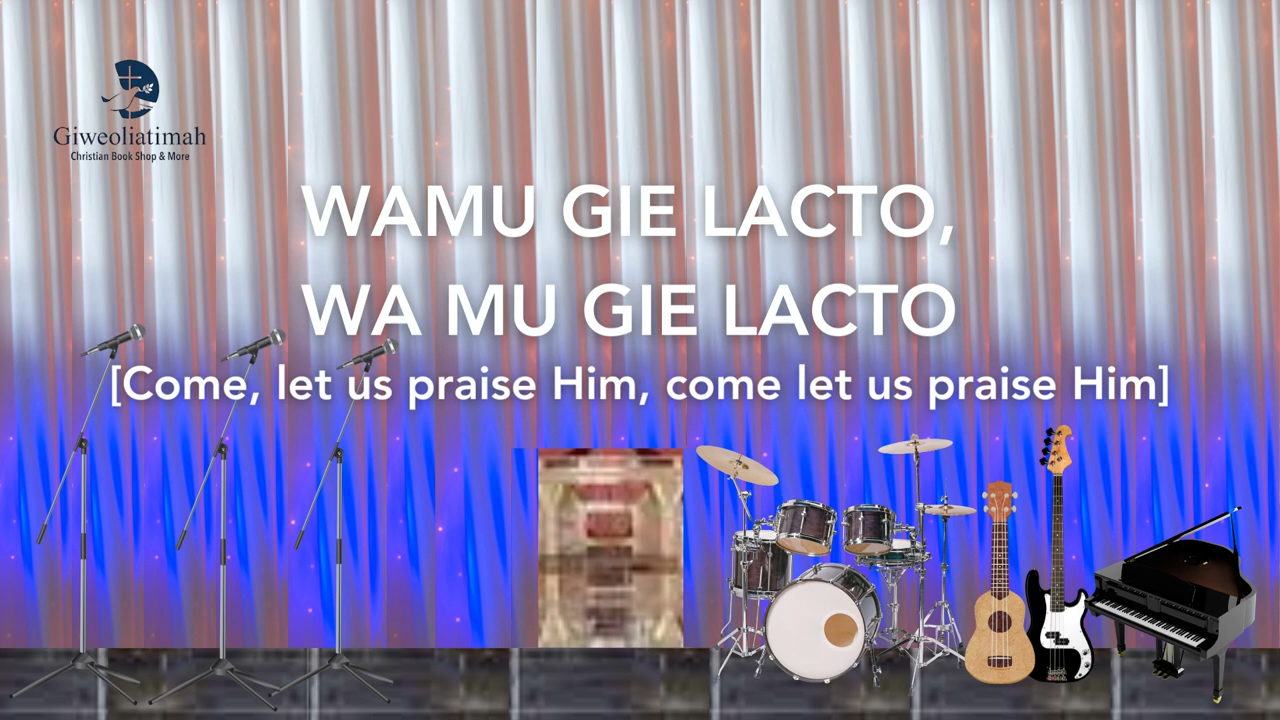 Giweoliatimah
Christian Book Shop & More
WAMU GIE LACTO,
WA MU GIE LACTO
[Come, let us praise Him, come let us praise Him]